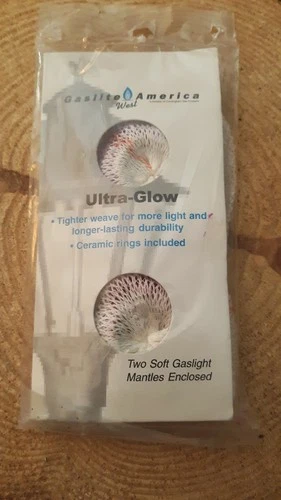 Gaslite America
West
Ultra-Glow
• Tighter weave for more light and
longer-lasting durability
• Ceramic rings included
Two Soft Gaslight
Mantles Enclosed